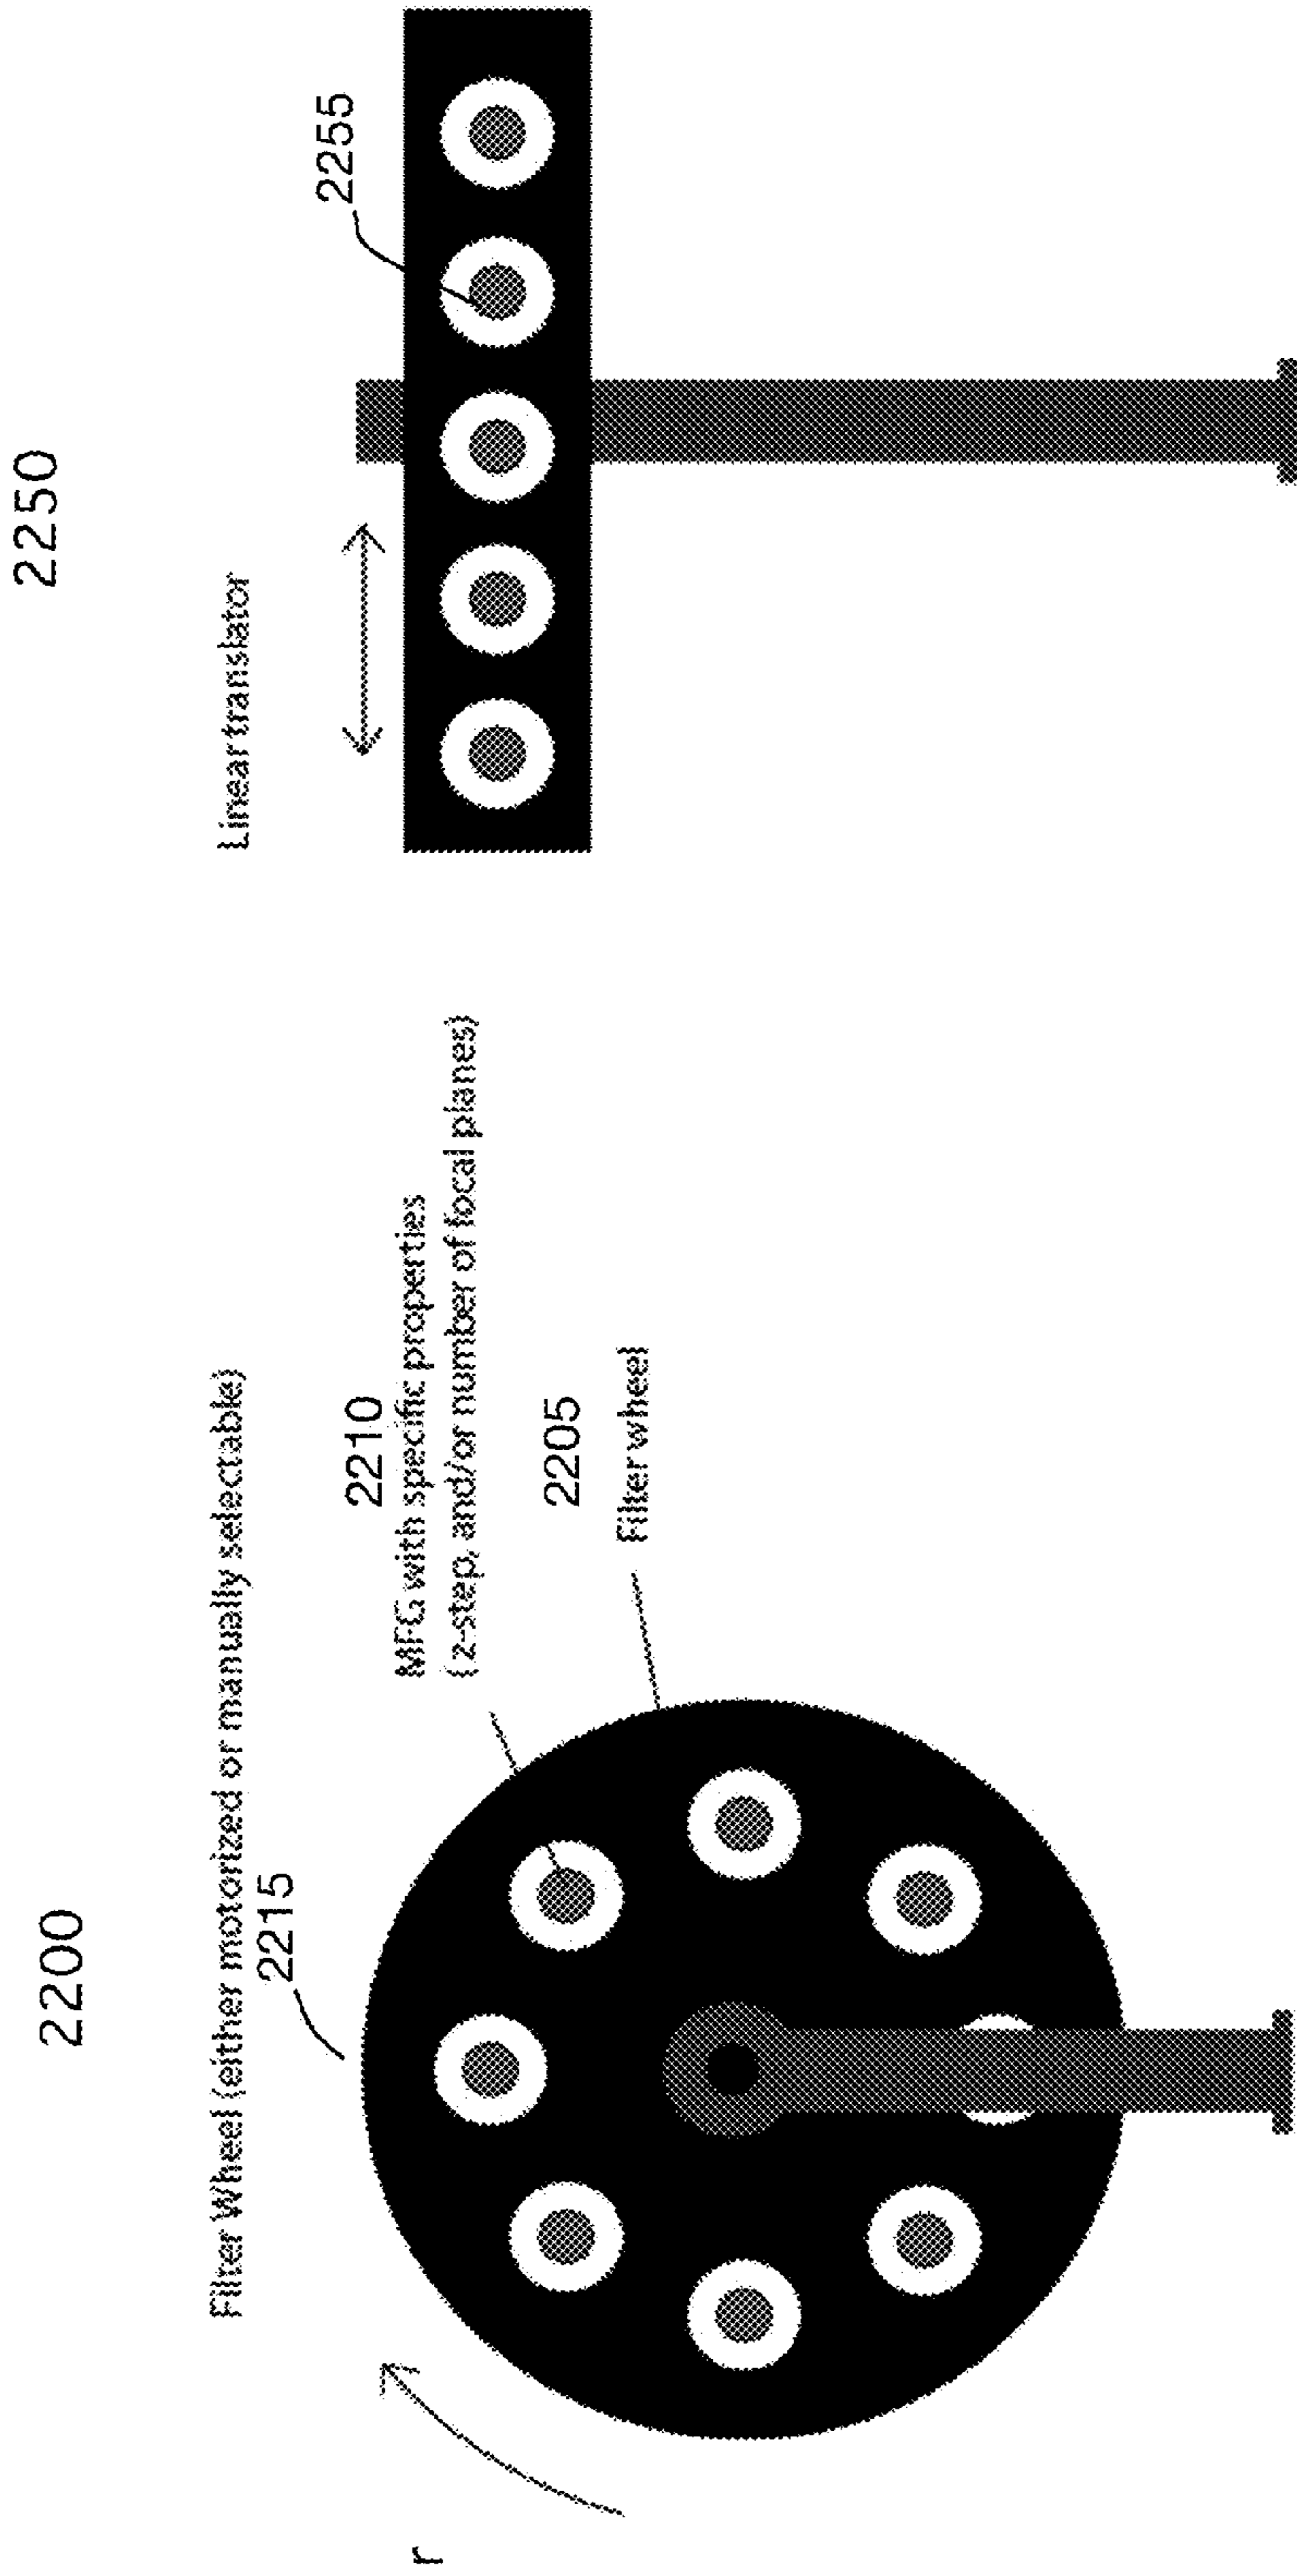 2200
Filter Wheel (either motorized or manually selectable)
2215
2210
MFG with specific properties
(z-step, and/or number of focal planes)
2205
Filter wheel
r
2250
Linear translator
2255